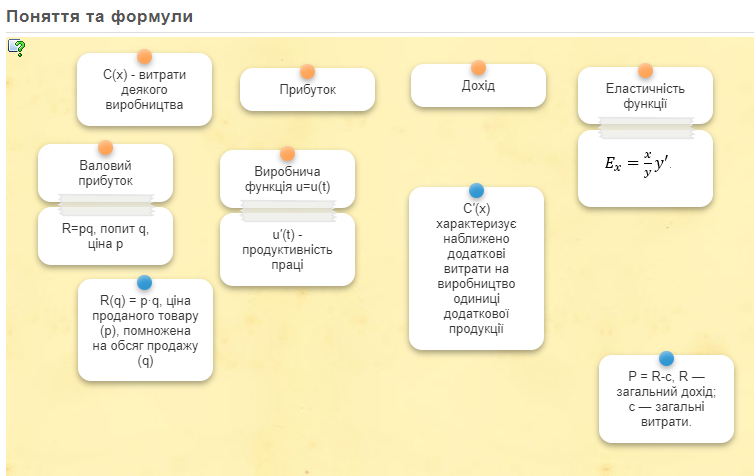 Поняття та формули
С(х) - витрати
деякого
виробництва
Прибуток
Дохід
Еластичність
функції
E_x = x/y y′.
Валовий
прибуток
R=pq, попит q,
ціна p
Виробнича
функція u=u(t)
u'(t) -
продуктивність
праці
C'(x)
характеризує
наближено
додаткові
витрати на
виробництво
одиниці
додаткової
продукції
R(q) = p·q, ціна
проданого товару
(p), помножена
на обсяг продажу
(q)
P = R-c, R —
загальний дохід;
c — загальні
витрати.